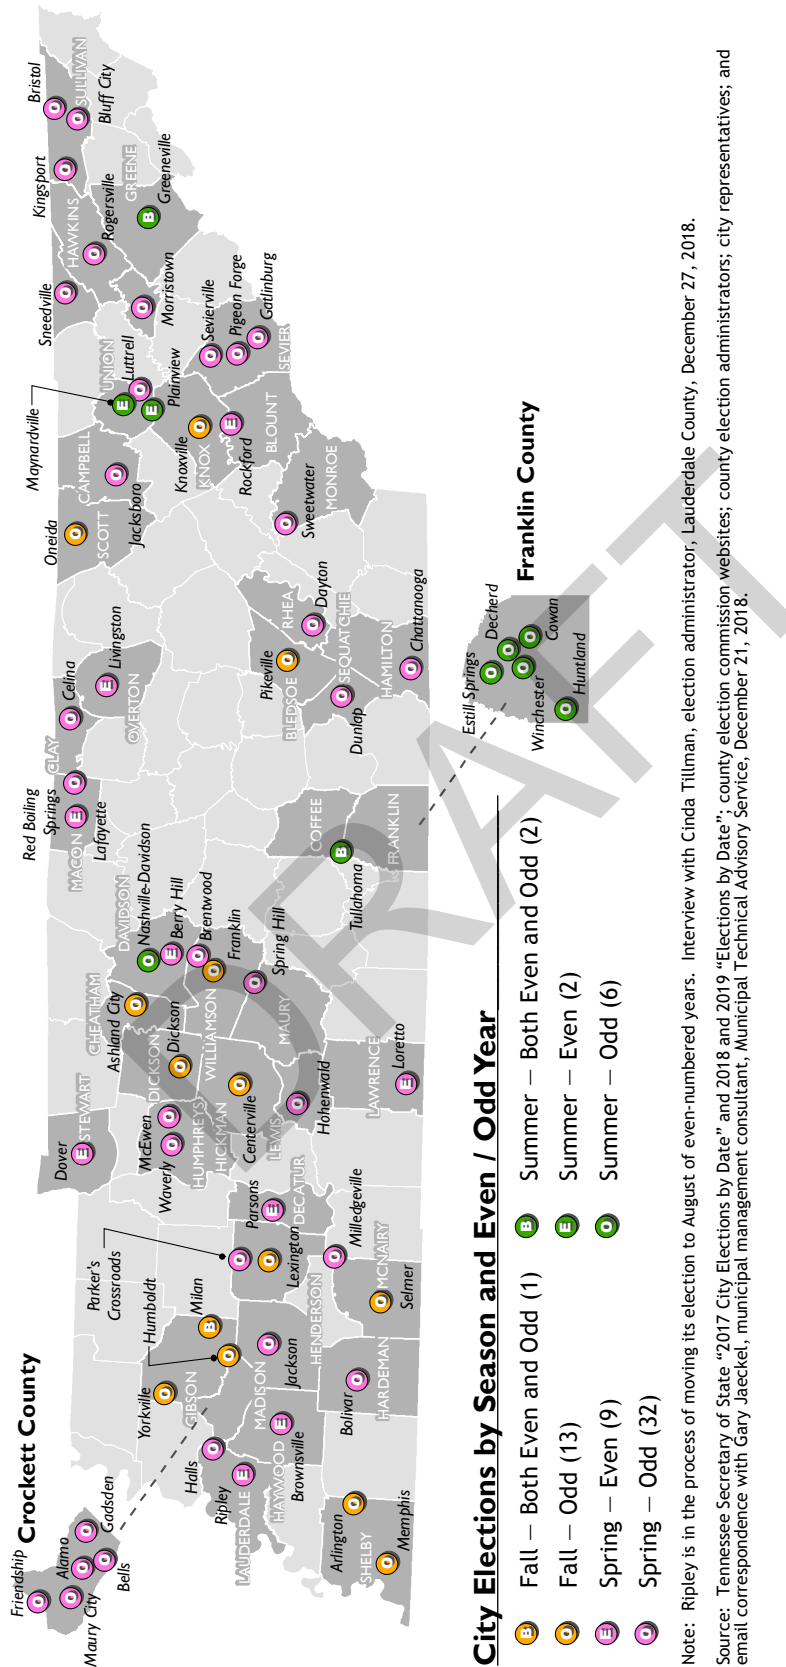 Crockett County
Friendship
Maury City
Alamo
Bells
Gadsden
Parker's
Crossroads
Humboldt
Milan
Yorkville
GIBSON
Halls
Ripley
LAUDERDALE
HAYWOOD
Brownsville
MADISON
Jackson
Arlington
SHELBY
Memphis
Bolivar
HARDEMAN
HENDERSON
Lexington
Parsons
DECATUR
Milledgeville
MCNAIRY
Selmer
Dover
STEWART
McEwen
Waverly
HUMPHREYS
HICKMAN
Centerville
LEWIS
Hohenwald
LAWRENCE
Loretto
CHEATHAM
Ashland City
DICKSON
Dickson
WILLIAMSON
MAURY
DAVIDSON
Nashville-Davidson
Berry Hill
Brentwood
Franklin
Spring Hill
Red Boiling
Springs
MACON
Lafayette
CLAY
Celina
Livingston
OVERTON
COFFEE
Tullahoma
FRANKLIN
Pikeville
BLEDSOE
Dunlap
SEQUATCHIE
RHEA
Dayton
HAMILTON
Chattanooga
Oneida
SCOTT
CAMPBELL
Jacksboro
Maynardville
UNION
Luttrell
Plainview
Knoxville
KNOX
Rockford
BLOUNT
Sweetwater
MONROE
Sneedville
HAWKINS
Rogersville
Morristown
Sevierville
Pigeon Forge
Gatlinburg
SEVIER
Kingsport
Bristol
SULLIVAN
Bluff City
GREENE
Greeneville
Franklin County
Estill Springs
Decherd
Winchester
Cowan
Huntland
DRAFT
City Elections by Season and Even / Odd Year
B Fall — Both Even and Odd (1)
O Fall — Odd (13)
E Spring — Even (9)
O Spring — Odd (32)
B Summer — Both Even and Odd (2)
E Summer — Even (2)
O Summer — Odd (6)
Note: Ripley is in the process of moving its election to August of even-numbered years. Interview with Cinda Tillman, election administrator, Lauderdale County, December 27, 2018.
Source: Tennessee Secretary of State “2017 City Elections by Date” and 2018 and 2019 “Elections by Date”; county election commission websites; county election administrators; city representatives; and
email correspondence with Gary Jaeckel, municipal management consultant, Municipal Technical Advisory Service, December 21, 2018.